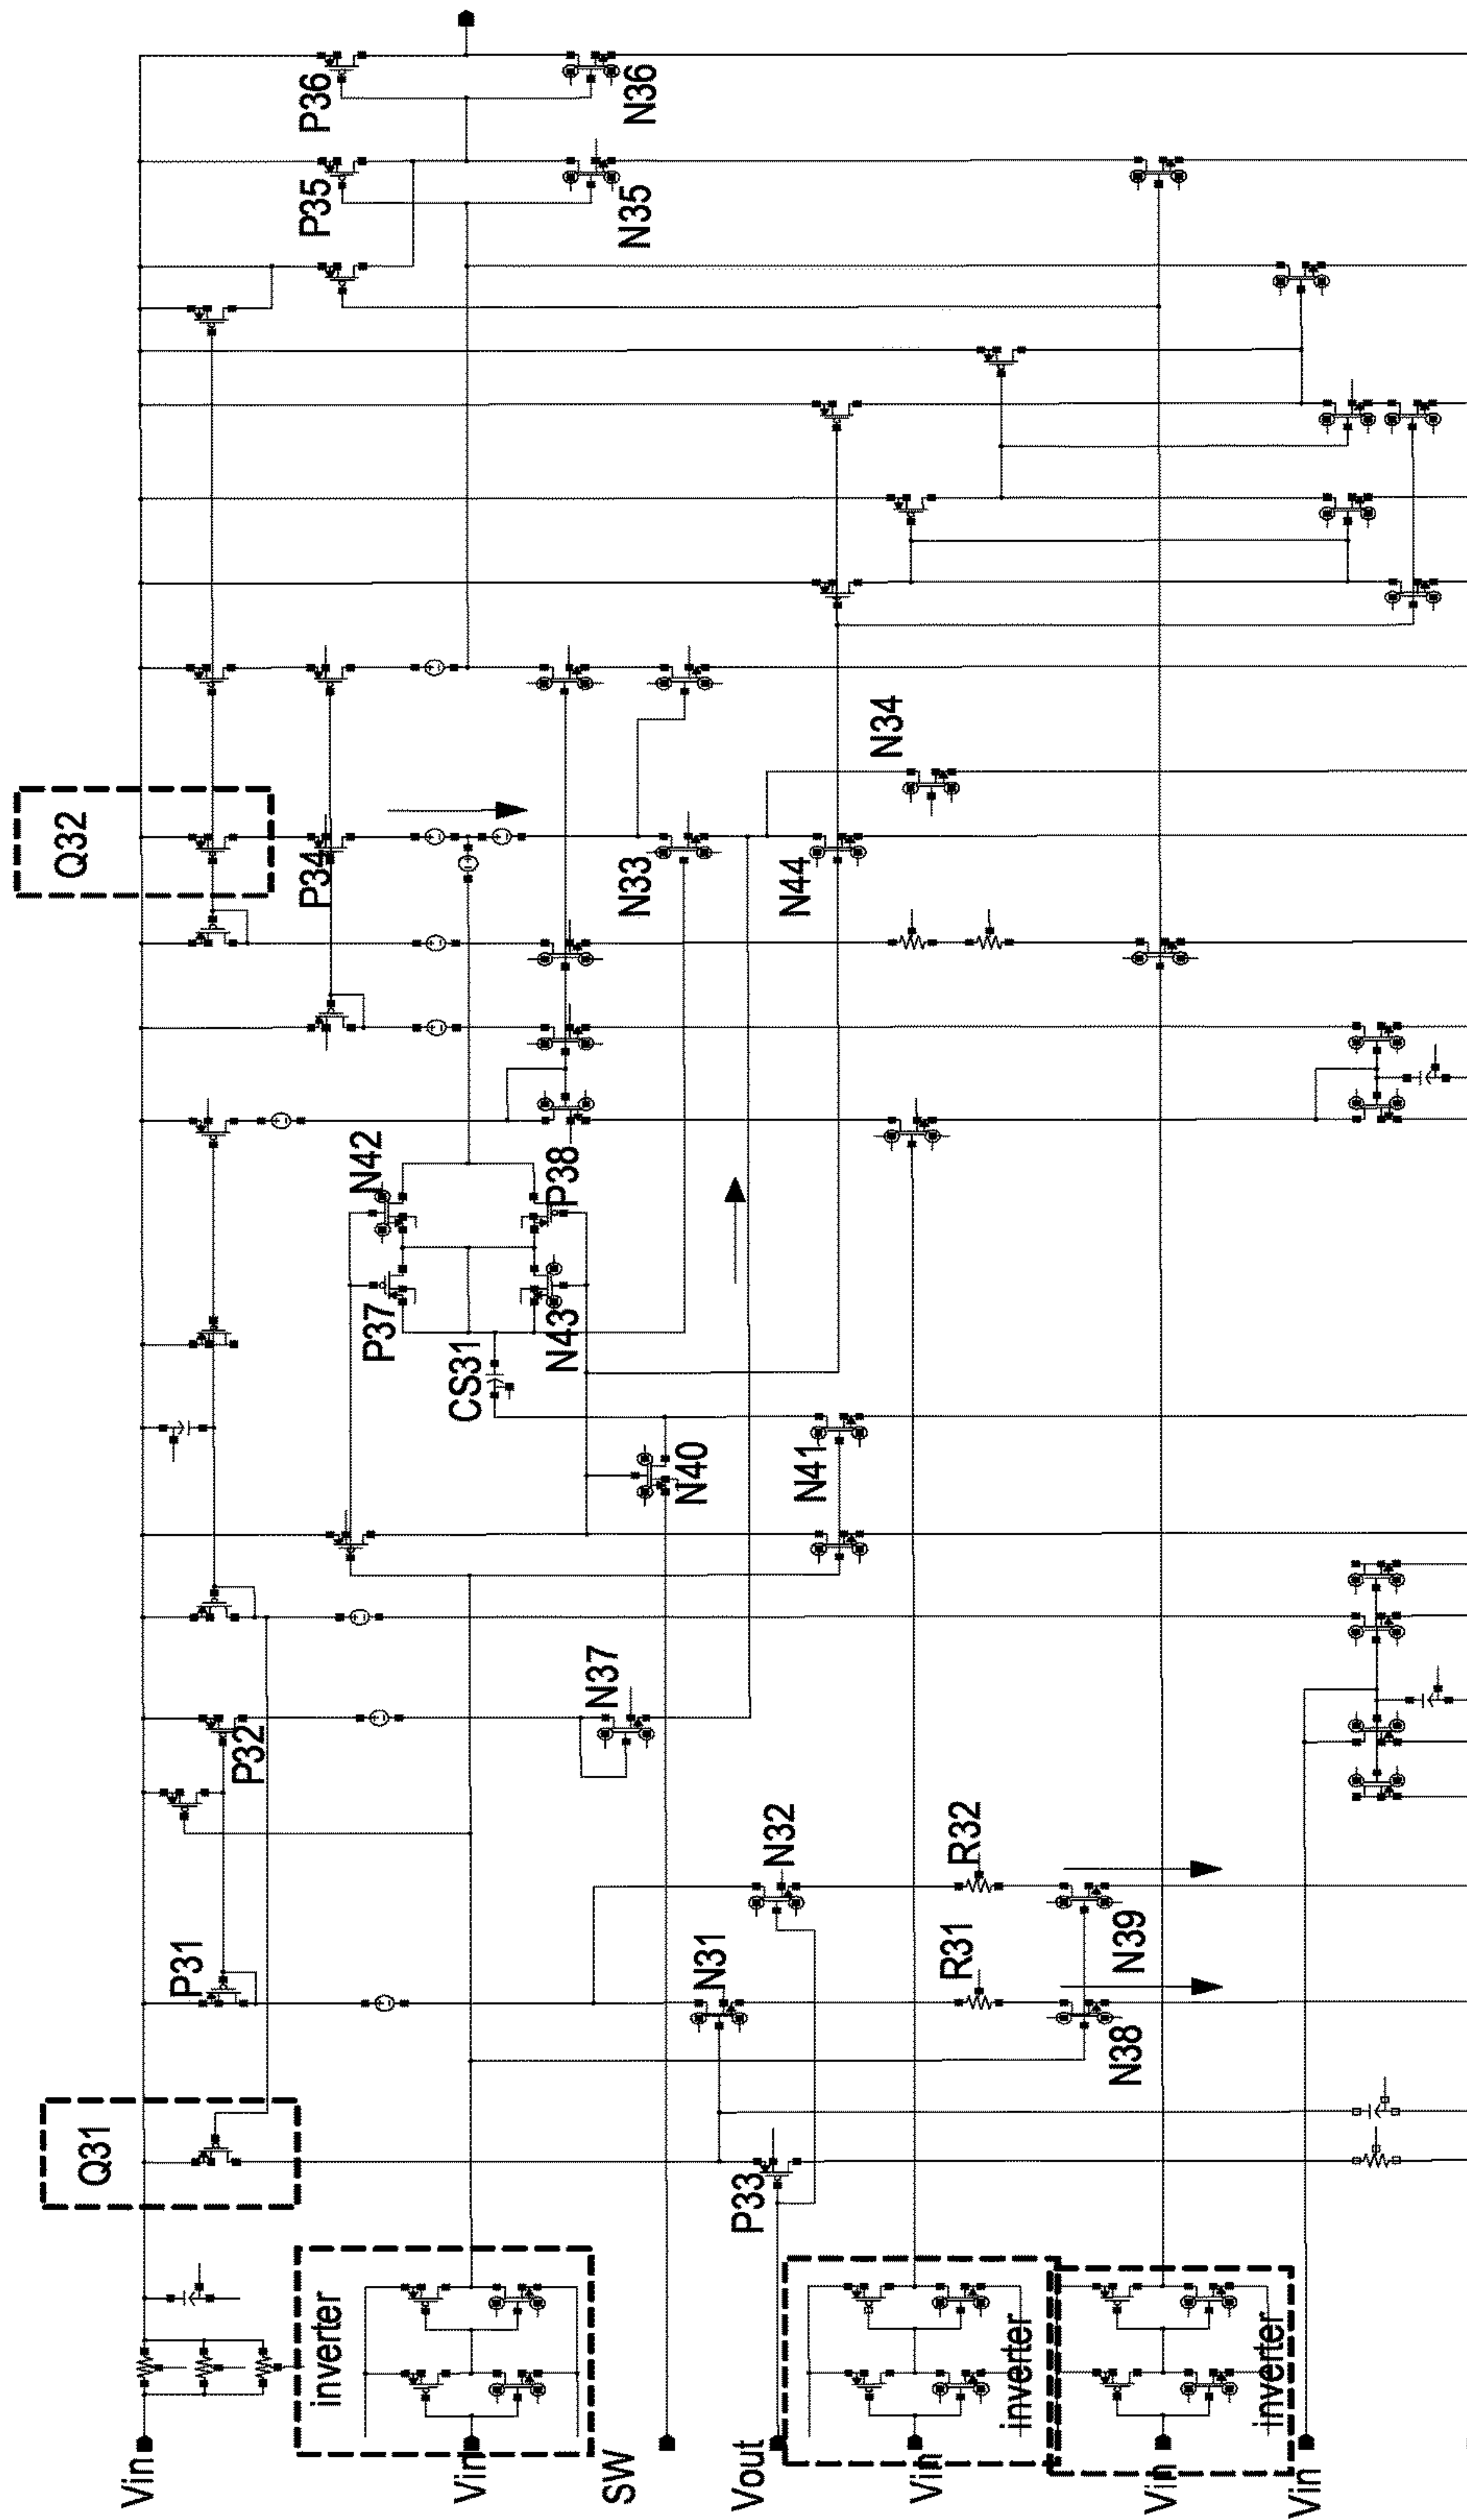 Vin
Vin
SW
Vout
Vin
Vin
Vin
inverter
inverter
inverter
Q31
P33
P31
N31
N38
R31
N39
N32
R32
P32
N37
N40
N41
CS31
P37
N43
N42
P38
Q32
P34
N33
N44
N34
P35
N35
P36
N36